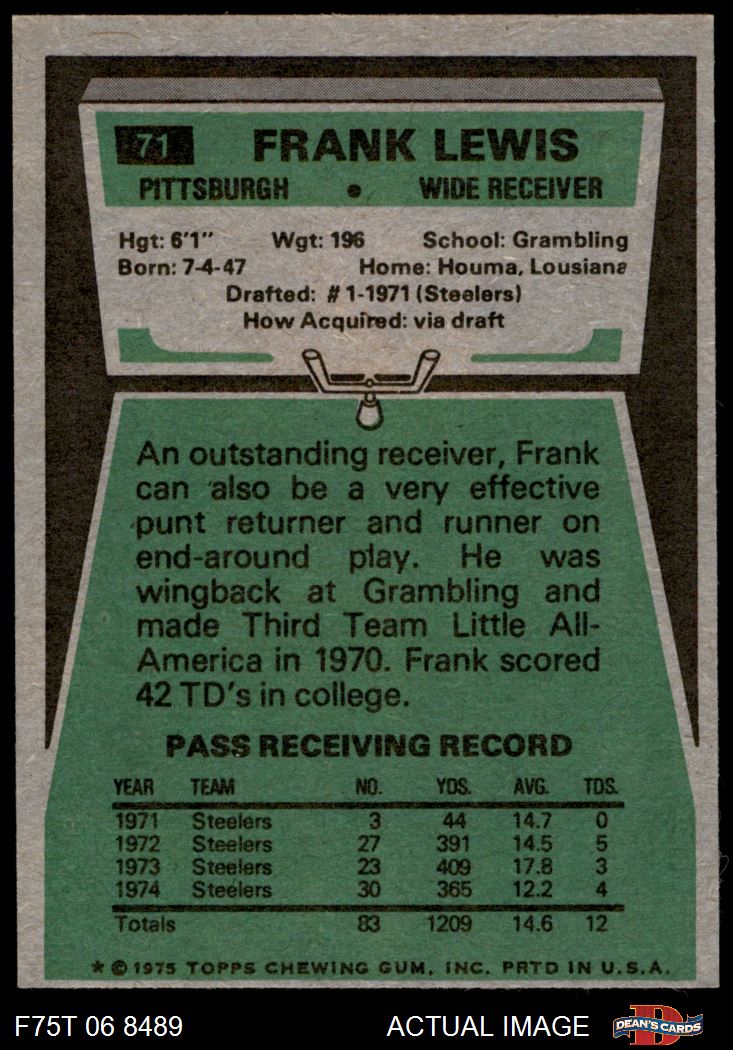 71 FRANK LEWIS
PITTSBURGH • WIDE RECEIVER
Hgt: 6'1" Wgt: 196 School: Grambling
Born: 7-4-47 Home: Houma, Lousiana
Drafted: #1-1971 (Steelers)
How Acquired: via draft
An outstanding receiver, Frank
can also be a very effective
punt returner and runner on
end-around play. He was
wingback at Grambling and
made Third Team Little All-
America in 1970. Frank scored
42 TD's in college.
PASS RECEIVING RECORD
YEAR TEAM NO. YDS. AVG. TDS.
1971 Steelers 3 44 14.7 0
1972 Steelers 27 391 14.5 5
1973 Steelers 23 409 17.8 3
1974 Steelers 30 365 12.2 4
Totals 83 1209 14.6 12
* © 1975 TOPPS CHEWING GUM, INC. PRTD IN U.S.A.
F75T 06 8489 ACTUAL IMAGE D DEAN'S CARDS